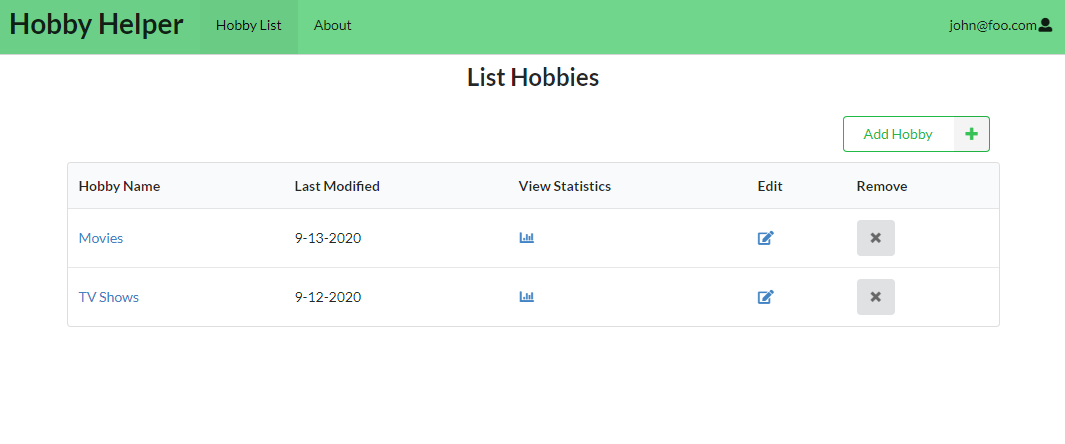 Hobby Helper Hobby List About john@foo.com
List Hobbies
Add Hobby
Hobby Name Last Modified View Statistics Edit Remove
Movies 9-13-2020
TV Shows 9-12-2020